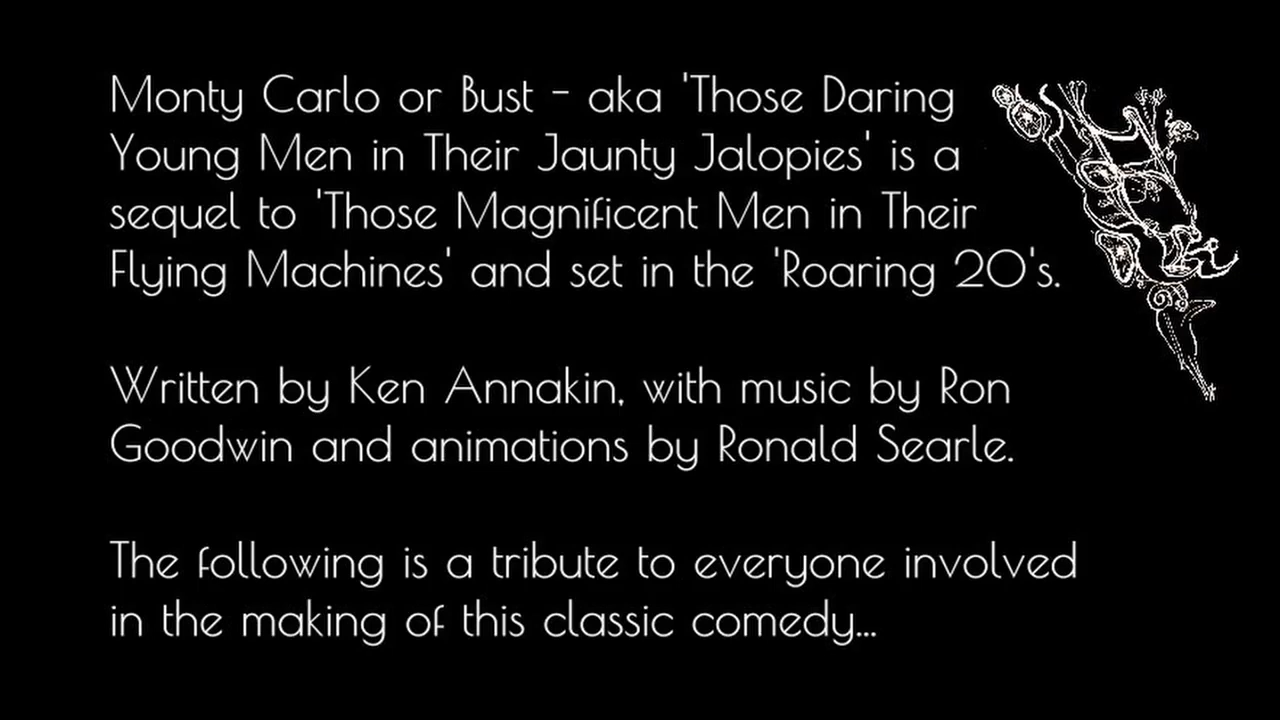 Monty Carlo or Bust - aka 'Those Daring
Young Men in Their Jaunty Jalopies' is a
sequel to 'Those Magnificent Men in Their
Flying Machines' and set in the 'Roaring 20's.
Written by Ken Annakin, with music by Ron
Goodwin and animations by Ronald Searle.
The following is a tribute to everyone involved
in the making of this classic comedy...